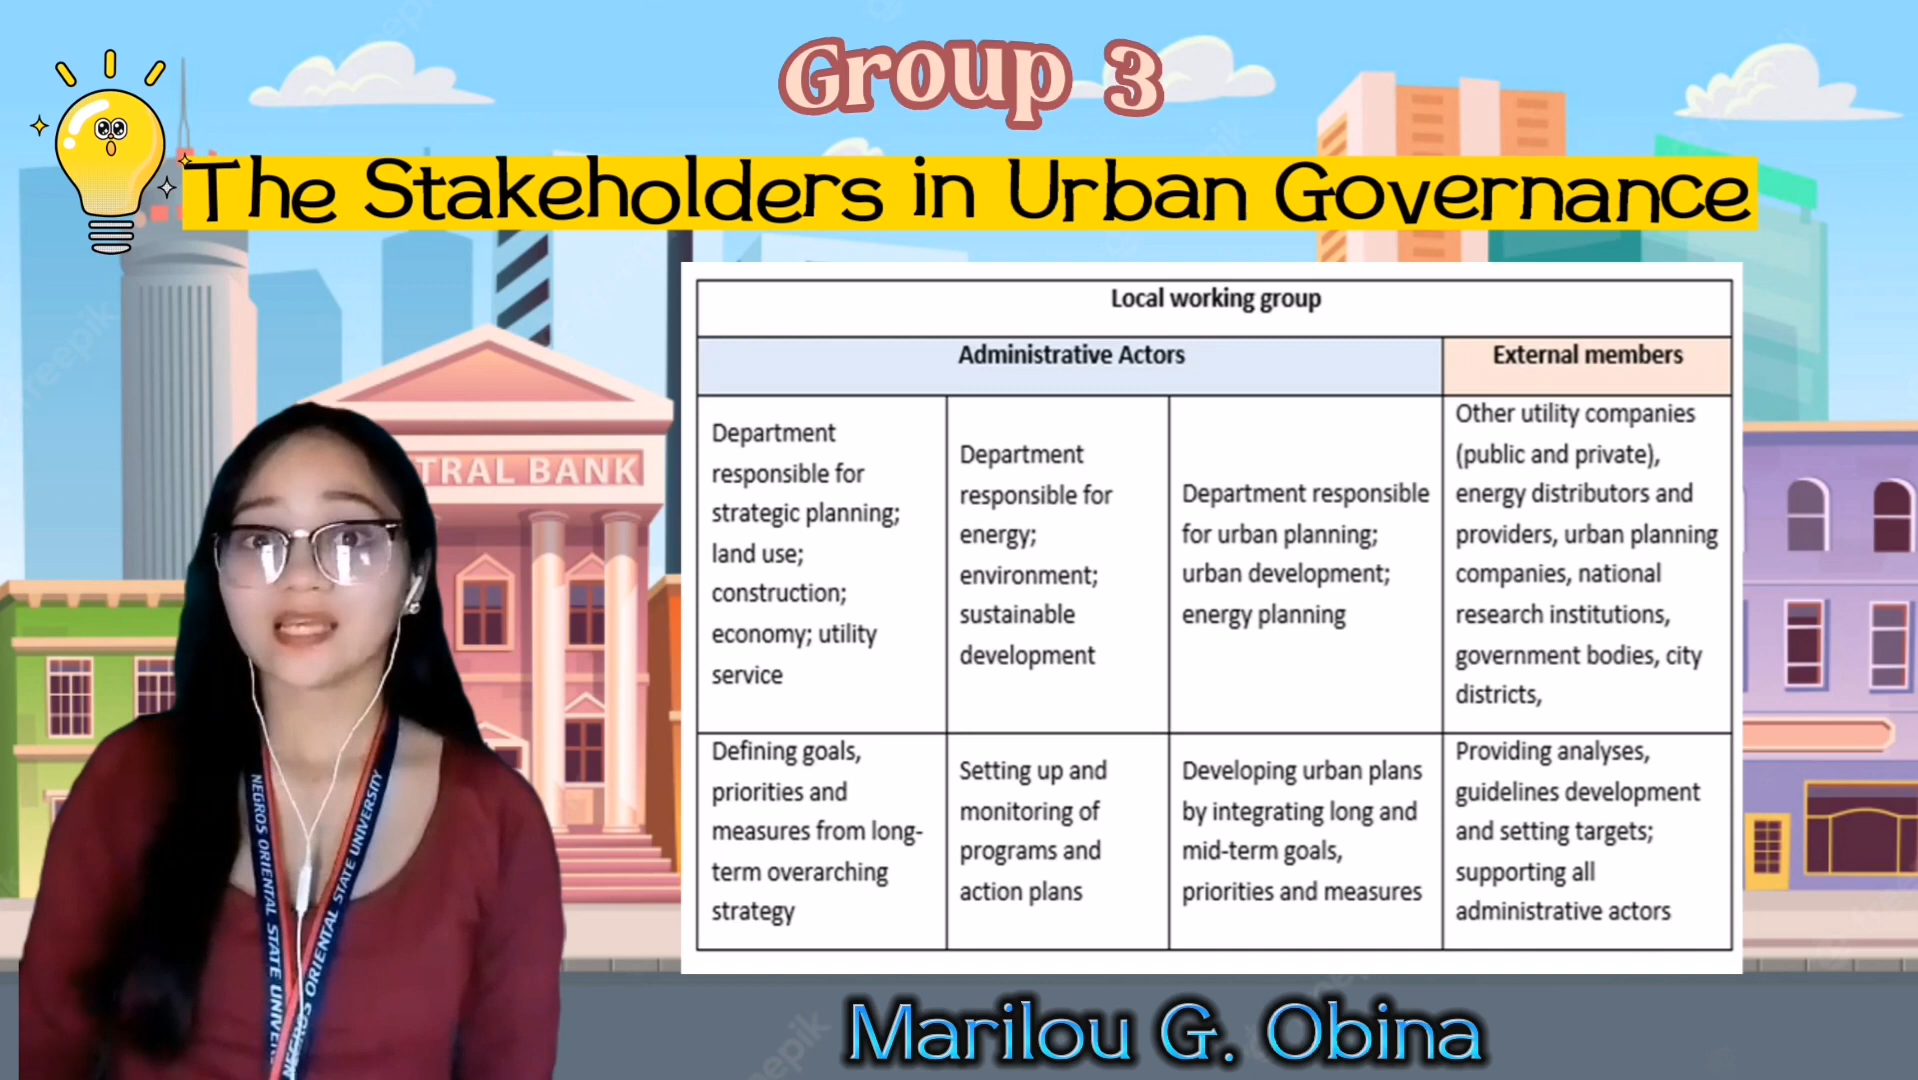 Group 3
The Stakeholders in Urban Governance
Local working group
Administrative Actors
External members
Department
responsible for
strategic planning;
land use;
construction;
economy; utility
service
Department
responsible for
energy;
environment;
sustainable
development
Department responsible
for urban planning;
urban development;
energy planning
Other utility companies
(public and private),
energy distributors and
providers, urban planning
companies, national
research institutions,
government bodies, city
districts,
Defining goals,
priorities and
measures from long-
term overarching
strategy
Setting up and
monitoring of
programs and
action plans
Developing urban plans
by integrating long and
mid-term goals,
priorities and measures
Providing analyses,
guidelines development
and setting targets;
supporting all
administrative actors
TRAL BANK
NEGROS ORIENTAL STATE UNIVERS
NEGROS ORIENTAL STATE UNIVERSITY
Marilou G. Obina
freepik